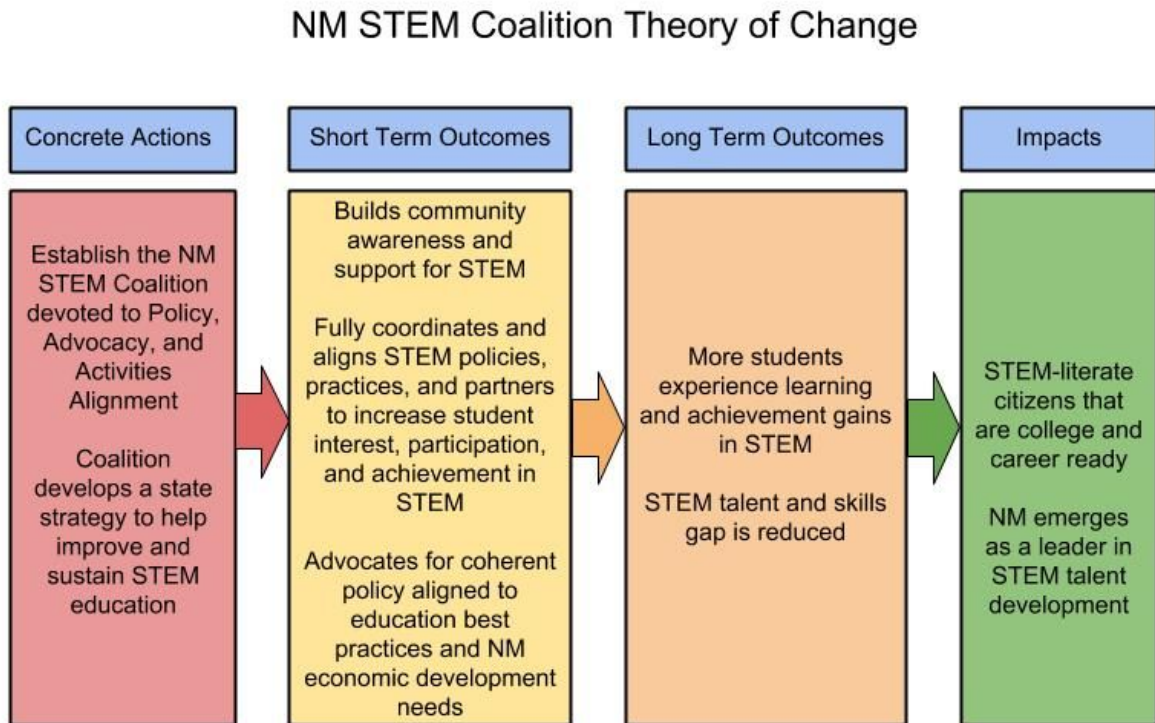 NM STEM Coalition Theory of Change
Concrete Actions
Short Term Outcomes
Long Term Outcomes
Impacts
Establish the NM
STEM Coalition
devoted to Policy,
Advocacy, and
Activities
Alignment
Coalition
develops a state
strategy to help
improve and
sustain STEM
education
Builds community
awareness and
support for STEM
Fully coordinates and
aligns STEM policies,
practices, and partners
to increase student
interest, participation,
and achievement in
STEM
Advocates for coherent
policy aligned to
education best
practices and NM
economic development
needs
More students
experience learning
and achievement gains
in STEM
STEM talent and skills
gap is reduced
STEM-literate
citizens that
are college and
career ready
NM emerges
as a leader in
STEM talent
development